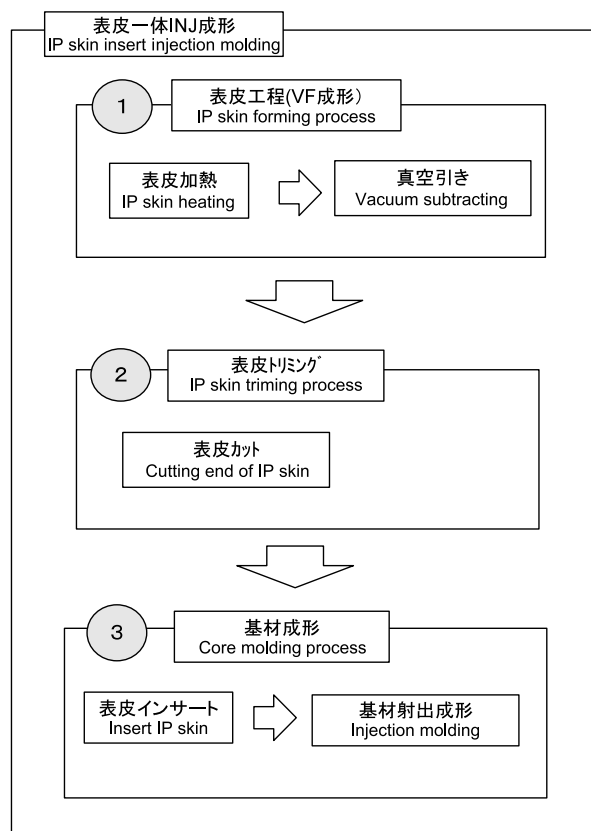 表皮一体INJ成形
IP skin insert injection molding
1
表皮工程(VF成形）
IP skin forming process
表皮加熱
IP skin heating
真空引き
Vacuum subtracting
2
表皮ﾄﾘﾐﾝｸﾞ
IP skin triming process
表皮ｶｯﾄ
Cutting end of IP skin
3
基材成形
Core molding process
表皮インサート
Insert IP skin
基材射出成形
Injection molding